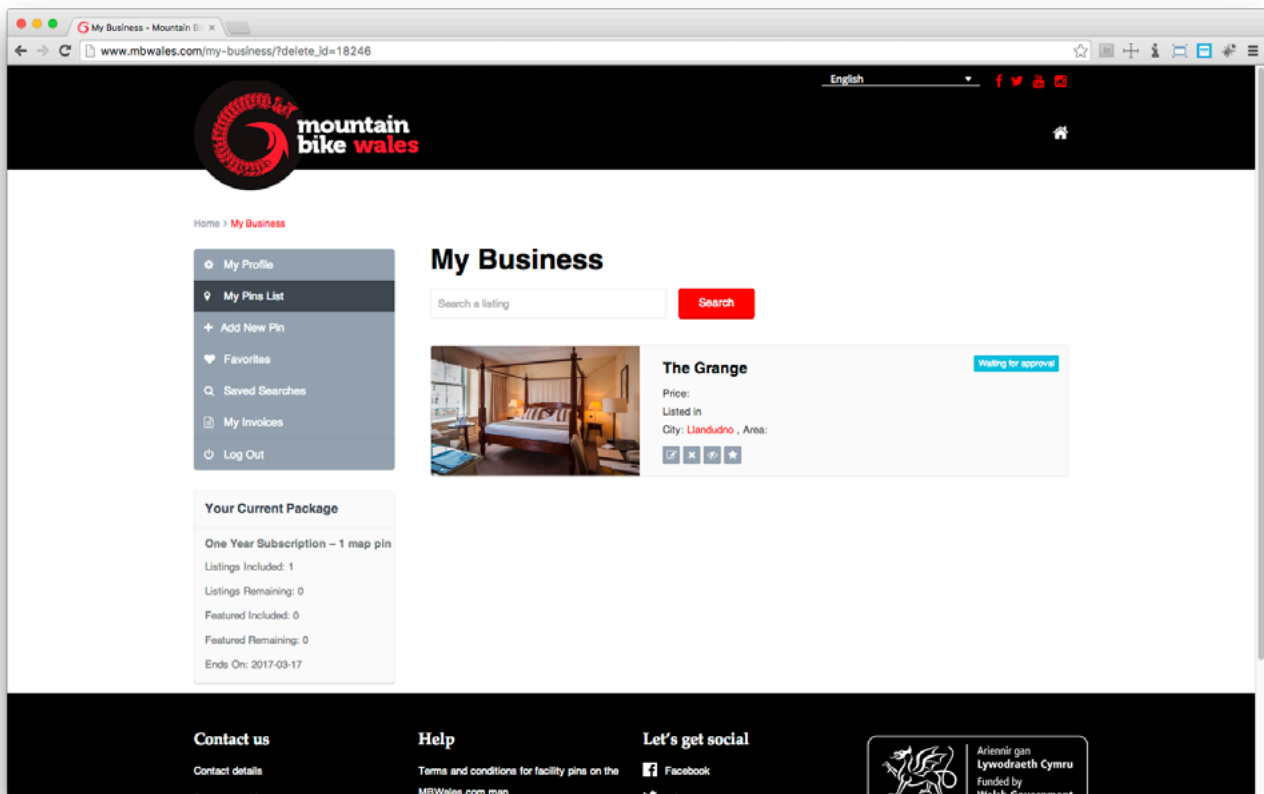 My Business - Mountain Bi
www.mbwales.com/my-business/?delete_id=18246
English
mountain
bike wales
Home > My Business
My Profile
My Pins List
Add New Pin
Favorites
Saved Searches
My Invoices
Log Out
My Business
Search a listing
Search
The Grange
Waiting for approval
Price:
Listed in
City: Llandudno , Area:
Your Current Package
One Year Subscription – 1 map pin
Listings Included: 1
Listings Remaining: 0
Featured Included: 0
Featured Remaining: 0
Ends On: 2017-03-17
Contact us
Contact details
Help
Terms and conditions for facility pins on the
MBWales.com map
Let's get social
Facebook
Ariennir gan
Lywodraeth Cymru
Funded by
Welsh Government